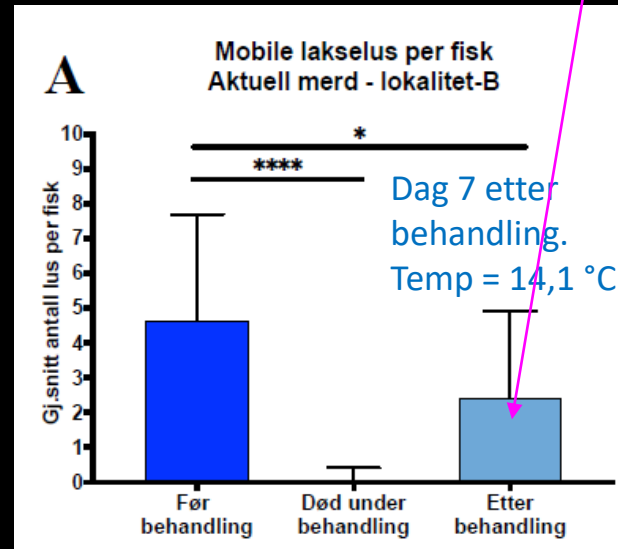 A
Mobile lakselus per fisk
Aktuell merd - lokalitet-B
Gj.snitt antall lus per fisk
10
9
8
7
6
5
4
3
2
1
0
*
****
Dag 7 etter
behandling.
Temp = 14,1 °C
Før
behandling
Død under
behandling
Etter
behandling